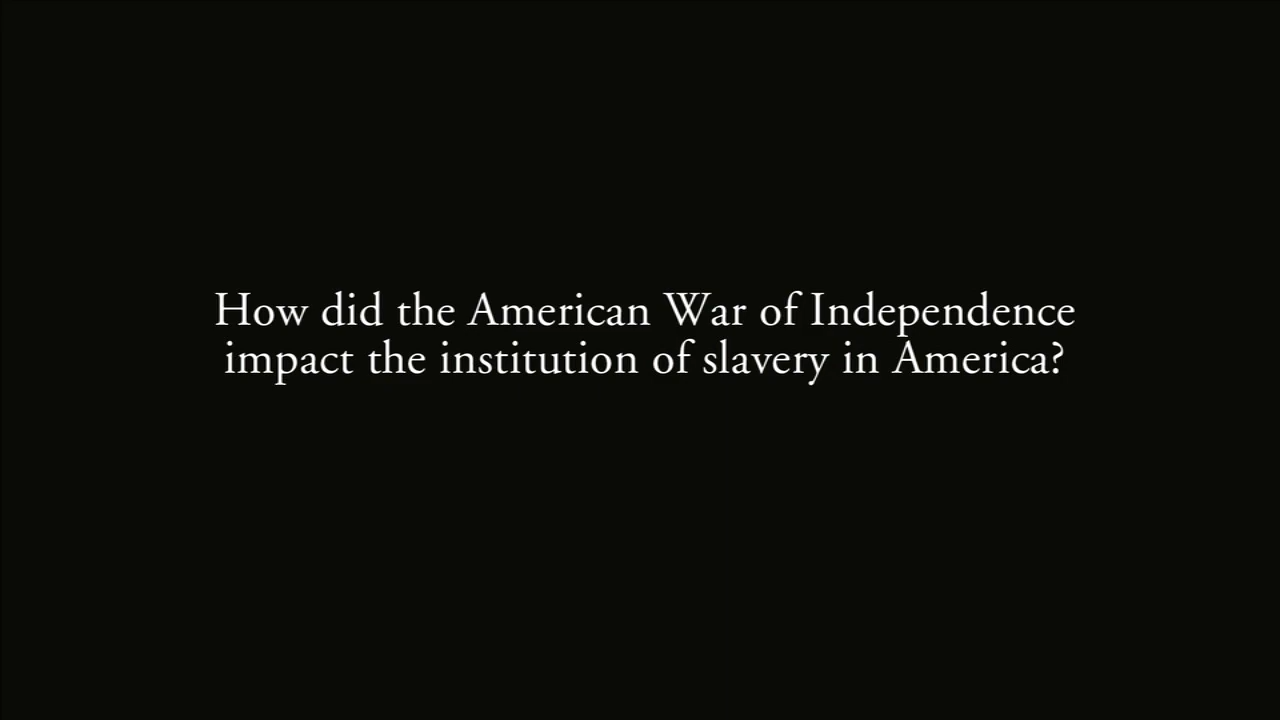 How did the American War of Independence
impact the institution of slavery in America?